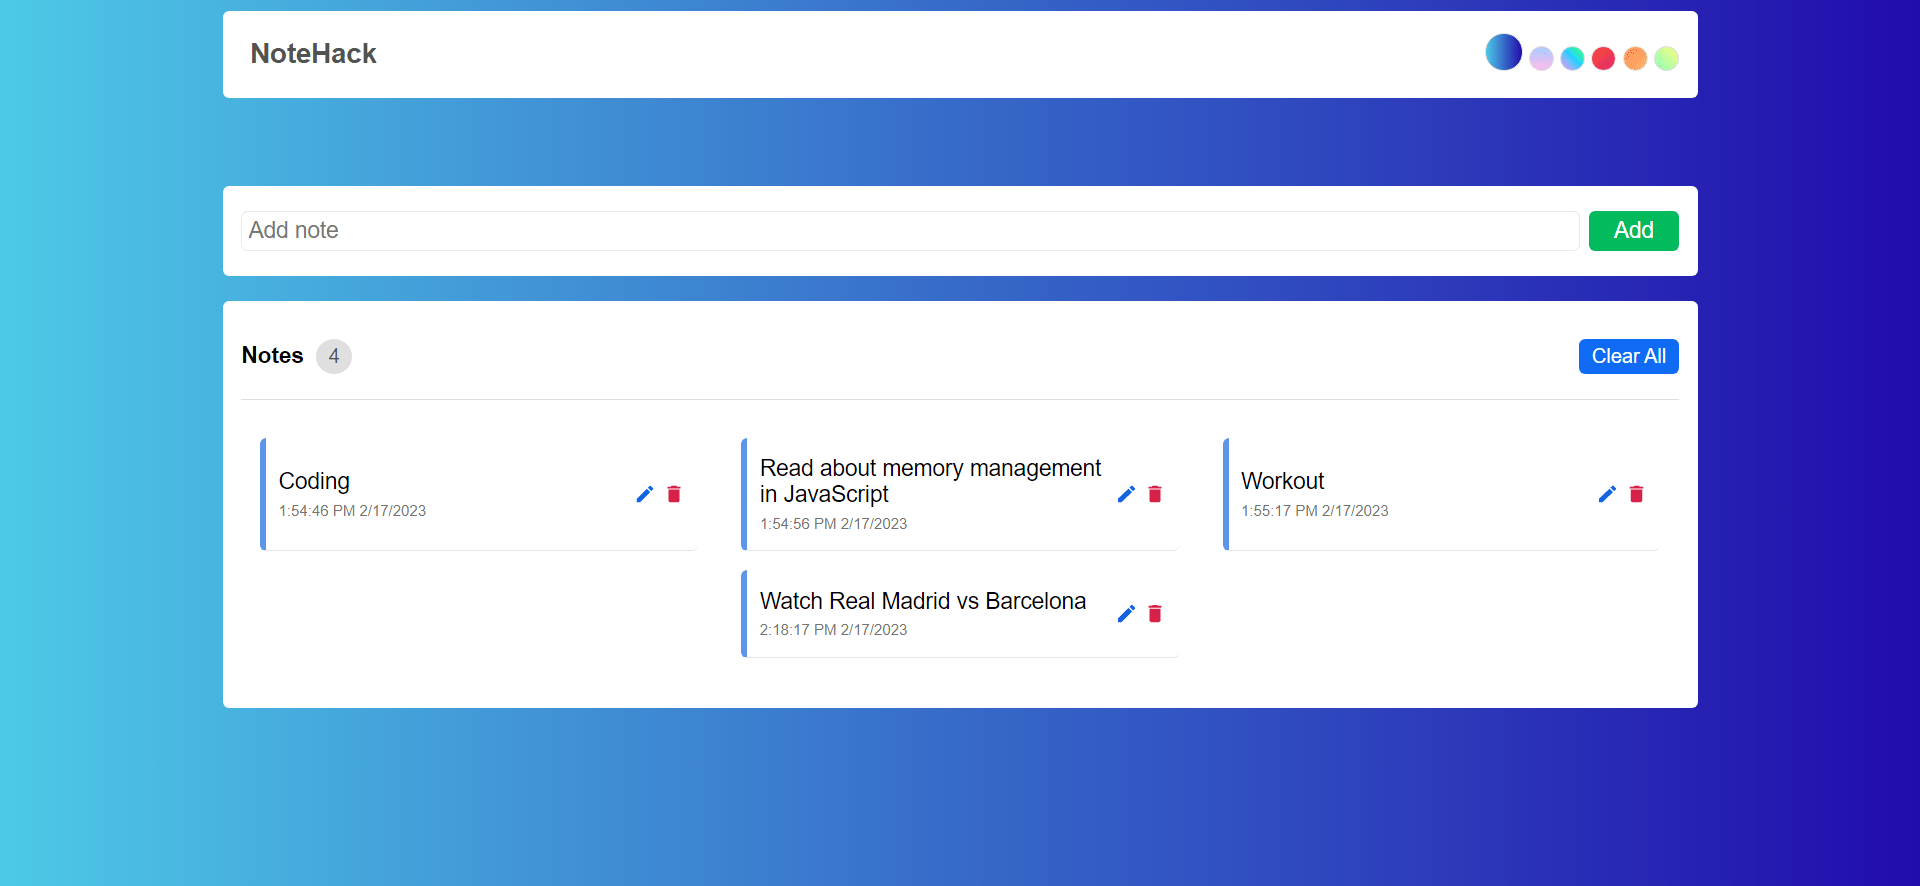 NoteHack
Add note
Add
Notes
4
Clear All
Coding
1:54:46 PM 2/17/2023
Read about memory management
in JavaScript
1:54:56 PM 2/17/2023
Workout
1:55:17 PM 2/17/2023
Watch Real Madrid vs Barcelona
2:18:17 PM 2/17/2023